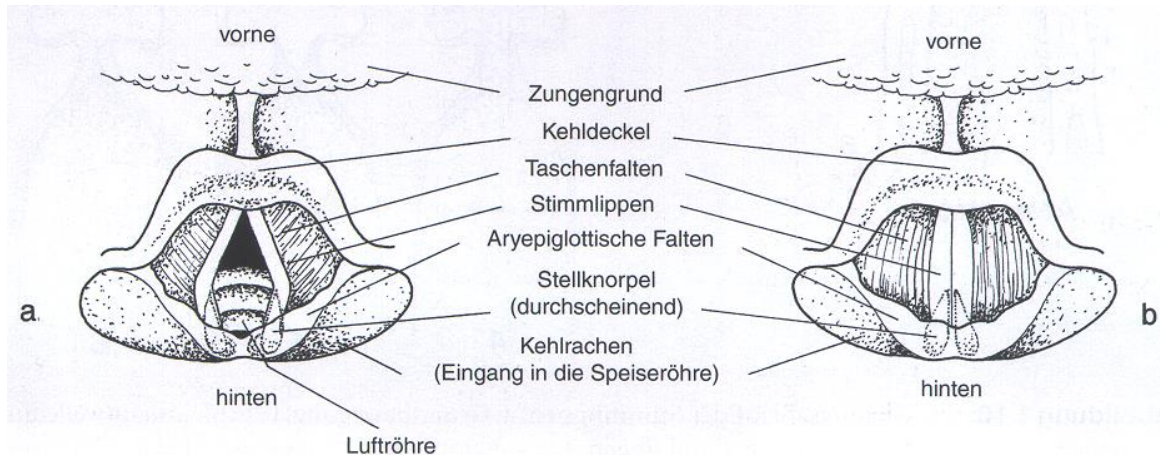 vorne
vorne
Zungengrund
Kehldeckel
Taschenfalten
Stimmlippen
Aryepiglottische Falten
Stellknorpel
(durchscheinend)
a.
b
Kehlrachen
(Eingang in die Speiseröhre)
hinten
hinten
Luftröhre